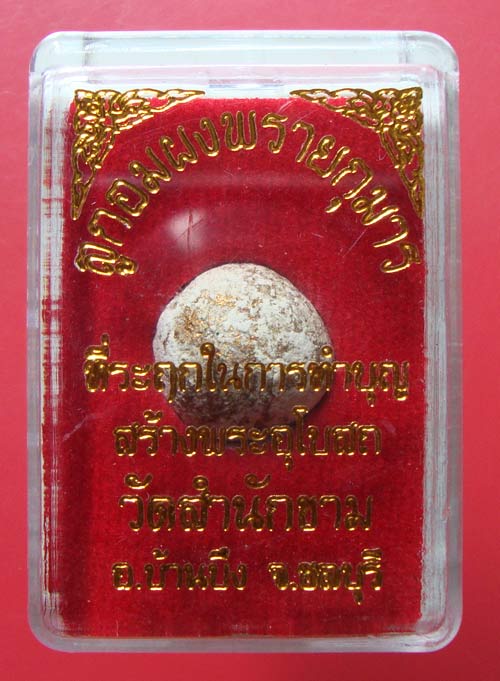 ลูกอมผงพรายกุมาร
ที่ระฤกในการทำบุญ
สร้างพระอุโบสถ
วัดสำนักขาม
อ.บ้านบึง จ.ชลบุรี